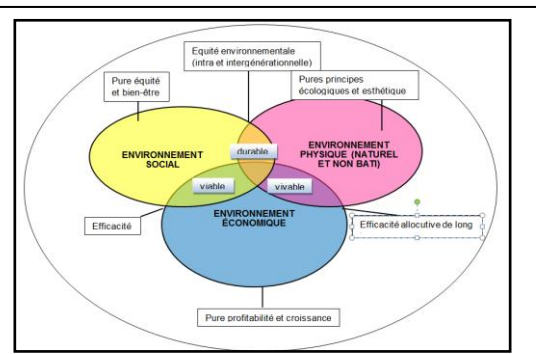 Equité environnementale
(intra et intergénérationnelle)
Pure équité
et bien-être
Pures principes
écologiques et esthétique
durable
ENVIRONNEMENT
SOCIAL
ENVIRONNEMENT
PHYSIQUE (NATUREL
ET NON BATI)
viable
vivable
ENVIRONNEMENT
ÉCONOMIQUE
Efficacité
Efficacité allocutive de long
Pure profitabilité et croissance